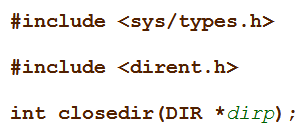 #include <sys/types.h>
#include <dirent.h>
int closedir(DIR *dirp);